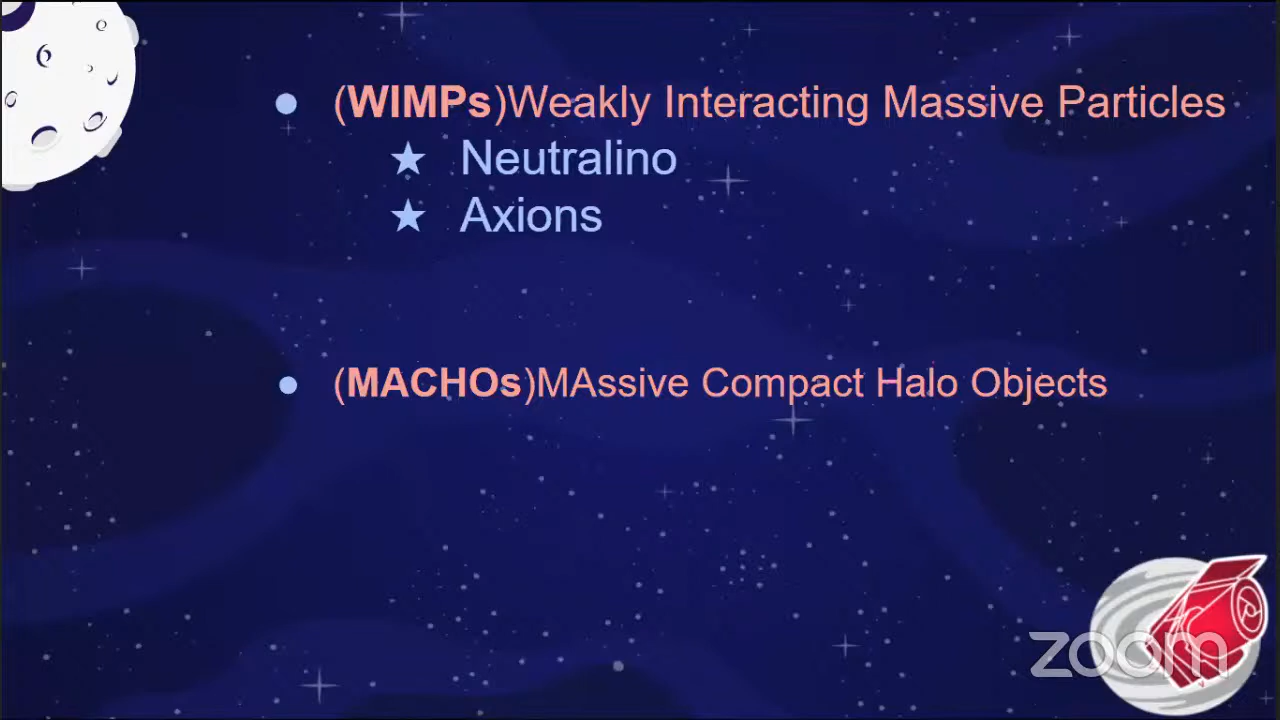 (WIMPs)Weakly Interacting Massive Particles
Neutralino
Axions
(MACHOs)MAssive Compact Halo Objects
zoom